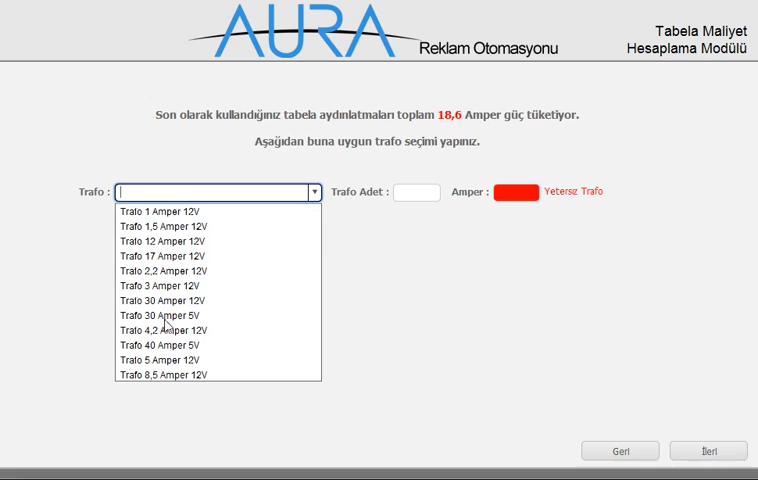 AURA
Reklam Otomasyonu
Tabela Maliyet
Hesaplama Modülü
Son olarak kullandığınız tabela aydınlatmaları toplam 18,6 Amper güç tüketiyor.
Aşağıdan buna uygun trafo seçimi yapınız.
Trafo : Trafo Adet : Amper : Yetersiz Trafo
Trafo 1 Amper 12V
Trafo 1,5 Amper 12V
Trafo 12 Amper 12V
Trafo 17 Amper 12V
Trafo 2,2 Amper 12V
Trafo 3 Amper 12V
Trafo 30 Amper 12V
Trafo 30 Amper 5V
Trafo 4,2 Amper 12V
Trafo 40 Amper 5V
Trafo 5 Amper 12V
Trafo 8,5 Amper 12V
Geri İleri